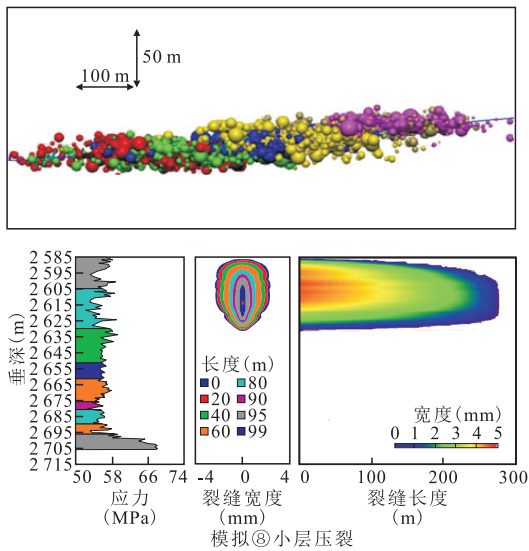 50 m
100 m
垂深(m)
2 585
2 595
2 605
2 615
2 625
2 635
2 645
2 655
2 665
2 675
2 685
2 695
2 705
2 715
50 58 66 74
应力
(MPa)
长度(m)
0 80
20 90
40 95
60 99
-4 0 4
裂缝宽度
(mm)
宽度(mm)
0 1 2 3 4 5
0 100 200 300
裂缝长度
(m)
模拟⑧小层压裂